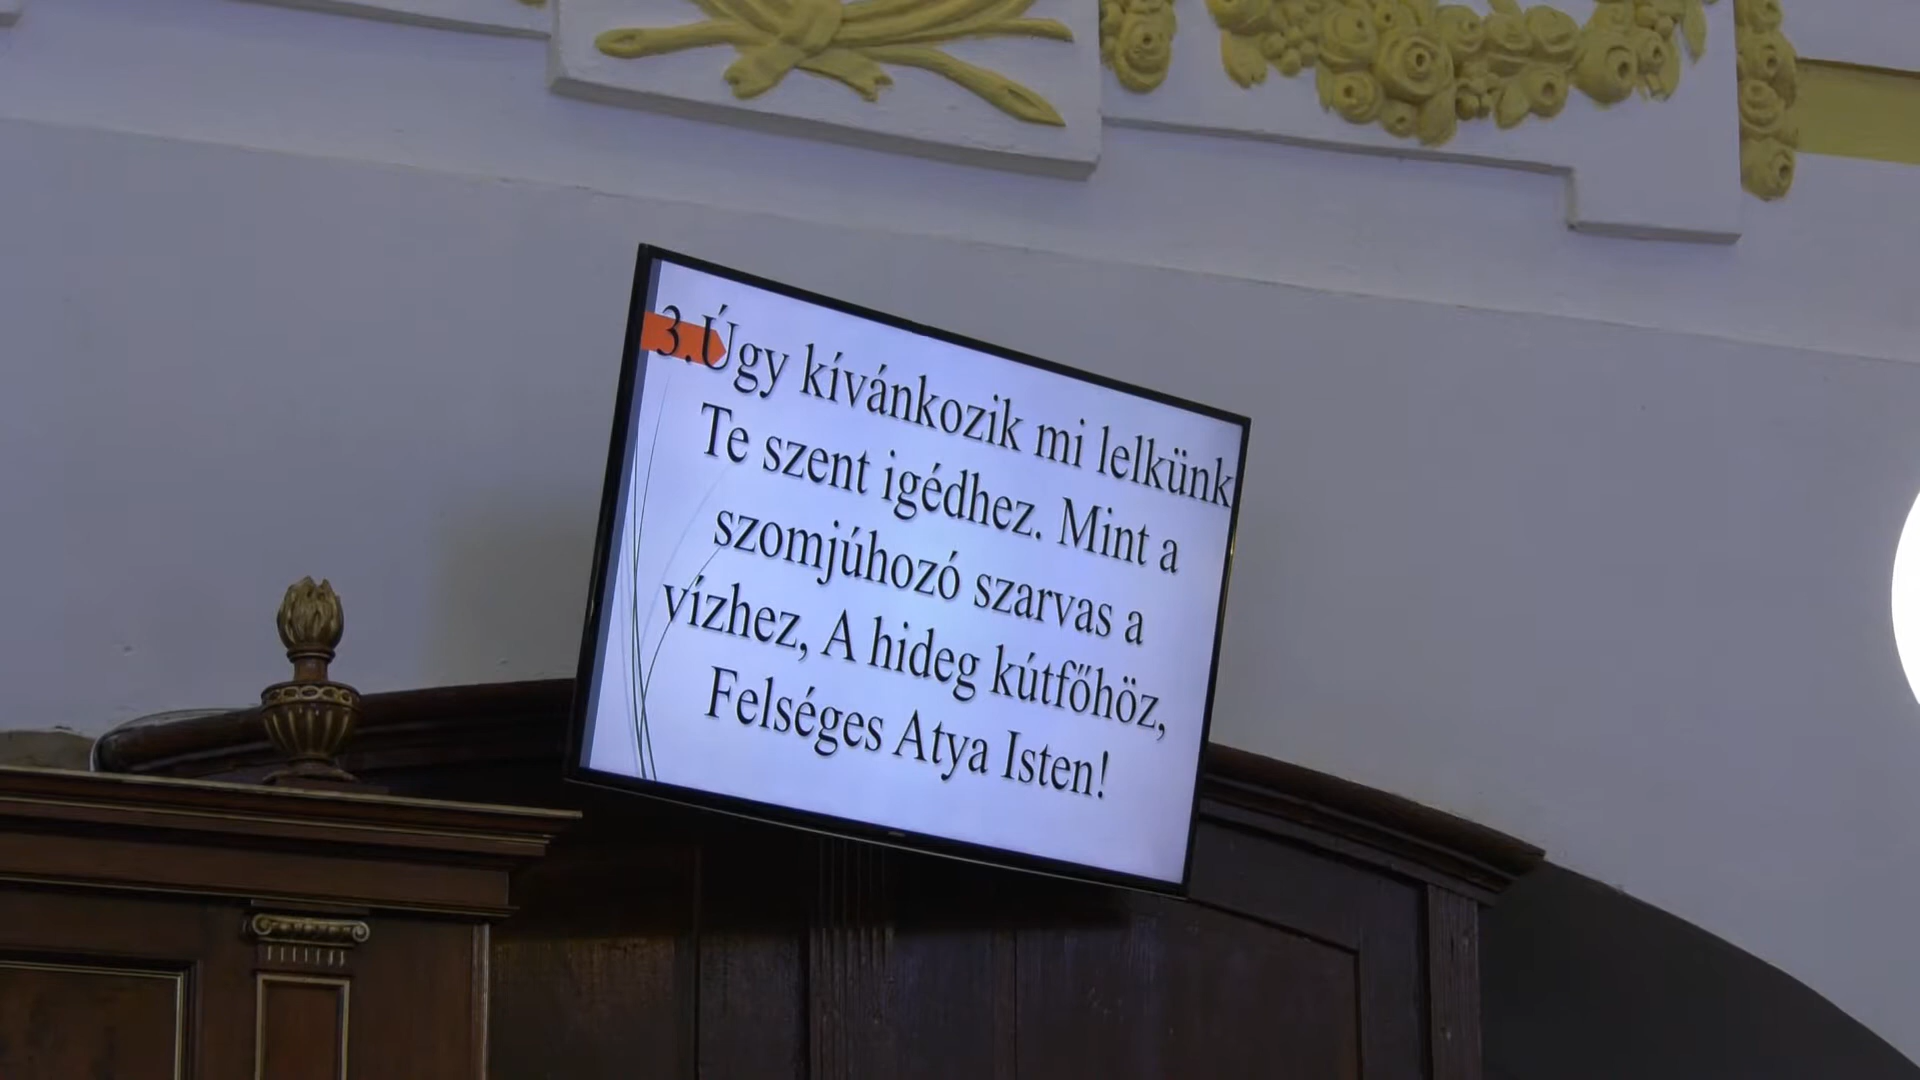 3.Úgy kívánkozik mi lelkünk
Te szent igédhez. Mint a
szomjúhozó szarvas a
vízhez, A hideg kútfőhöz,
Felséges Atya Isten!